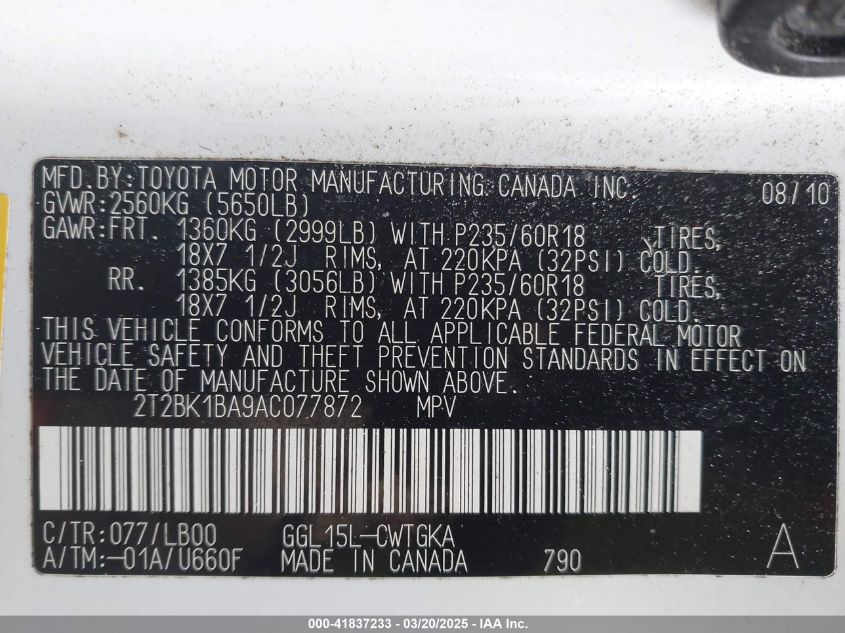 MFD.BY:TOYOTA MOTOR MANUFACTURING CANADA INC. 08/10
GVWR:2560KG (5650LB)
GAWR:FRT. 1360KG (2999LB) WITH P235/60R18 TIRES,
18X7 1/2J RIMS, AT 220KPA (32PSI) COLD.
RR. 1385KG (3056LB) WITH P235/60R18 TIRES,
18X7 1/2J RIMS, AT 220KPA (32PSI) COLD.
THIS VEHICLE CONFORMS TO ALL APPLICABLE FEDERAL MOTOR
VEHICLE SAFETY AND THEFT PREVENTION STANDARDS IN EFFECT ON
THE DATE OF MANUFACTURE SHOWN ABOVE.
2T2BK1BA9AC077872 MPV
C/TR:077/LB00 GGL15L-CWTGKA
A/TM:-01A/U660F MADE IN CANADA 790 A
000-41837233 - 03/20/2025 - IAA Inc.